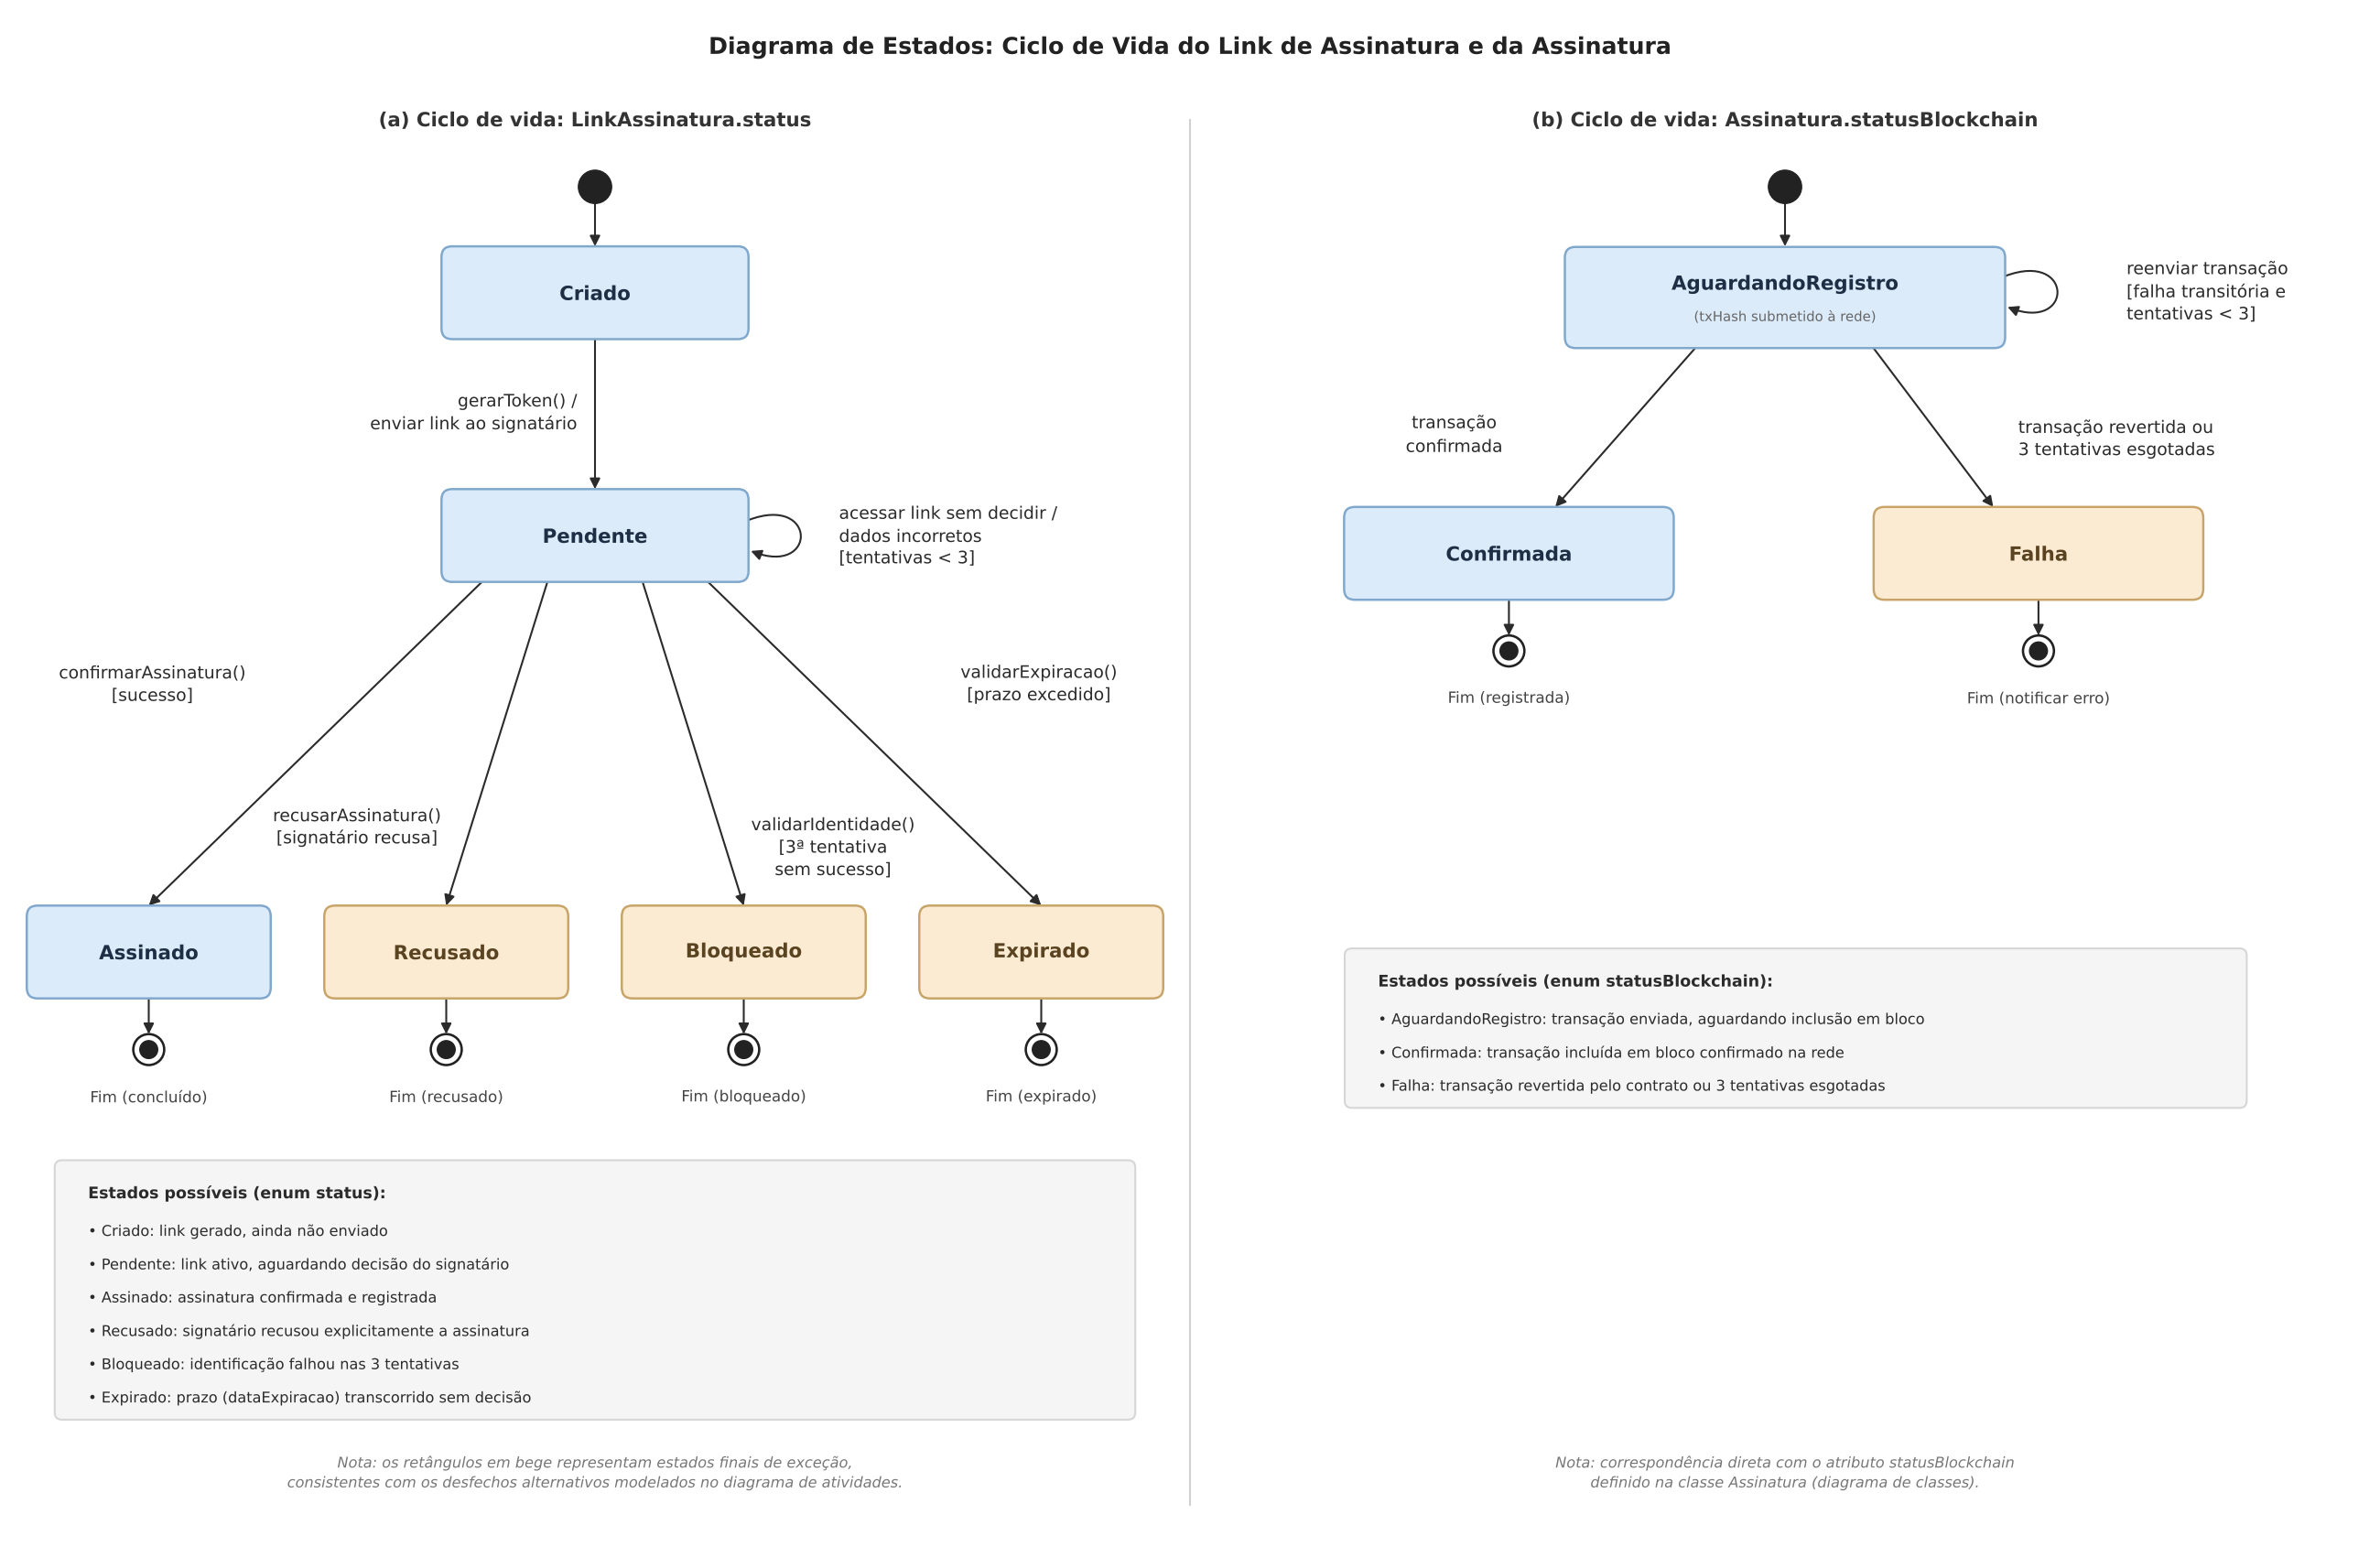 Diagrama de Estados: Ciclo de Vida do Link de Assinatura e da Assinatura
(a) Ciclo de vida: LinkAssinatura.status
Criado
gerarToken() /
enviar link ao signatário
Pendente
acessar link sem decidir /
dados incorretos
[tentativas < 3]
confirmarAssinatura()
[sucesso]
validarExpiracao()
[prazo excedido]
recusarAssinatura()
[signatário recusa]
validarIdentidade()
[3ª tentativa
sem sucesso]
Assinado
Recusado
Bloqueado
Expirado
Fim (concluído)
Fim (recusado)
Fim (bloqueado)
Fim (expirado)
Estados possíveis (enum status):
• Criado: link gerado, ainda não enviado
• Pendente: link ativo, aguardando decisão do signatário
• Assinado: assinatura confirmada e registrada
• Recusado: signatário recusou explicitamente a assinatura
• Bloqueado: identificação falhou nas 3 tentativas
• Expirado: prazo (dataExpiracao) transcorrido sem decisão
Nota: os retângulos em bege representam estados finais de exceção,
consistentes com os desfechos alternativos modelados no diagrama de atividades.
(b) Ciclo de vida: Assinatura.statusBlockchain
AguardandoRegistro
(txHash submetido à rede)
reenviar transação
[falha transitória e
tentativas < 3]
transação
confirmada
transação revertida ou
3 tentativas esgotadas
Confirmada
Falha
Fim (registrada)
Fim (notificar erro)
Estados possíveis (enum statusBlockchain):
• AguardandoRegistro: transação enviada, aguardando inclusão em bloco
• Confirmada: transação incluída em bloco confirmado na rede
• Falha: transação revertida pelo contrato ou 3 tentativas esgotadas
Nota: correspondência direta com o atributo statusBlockchain
definido na classe Assinatura (diagrama de classes).